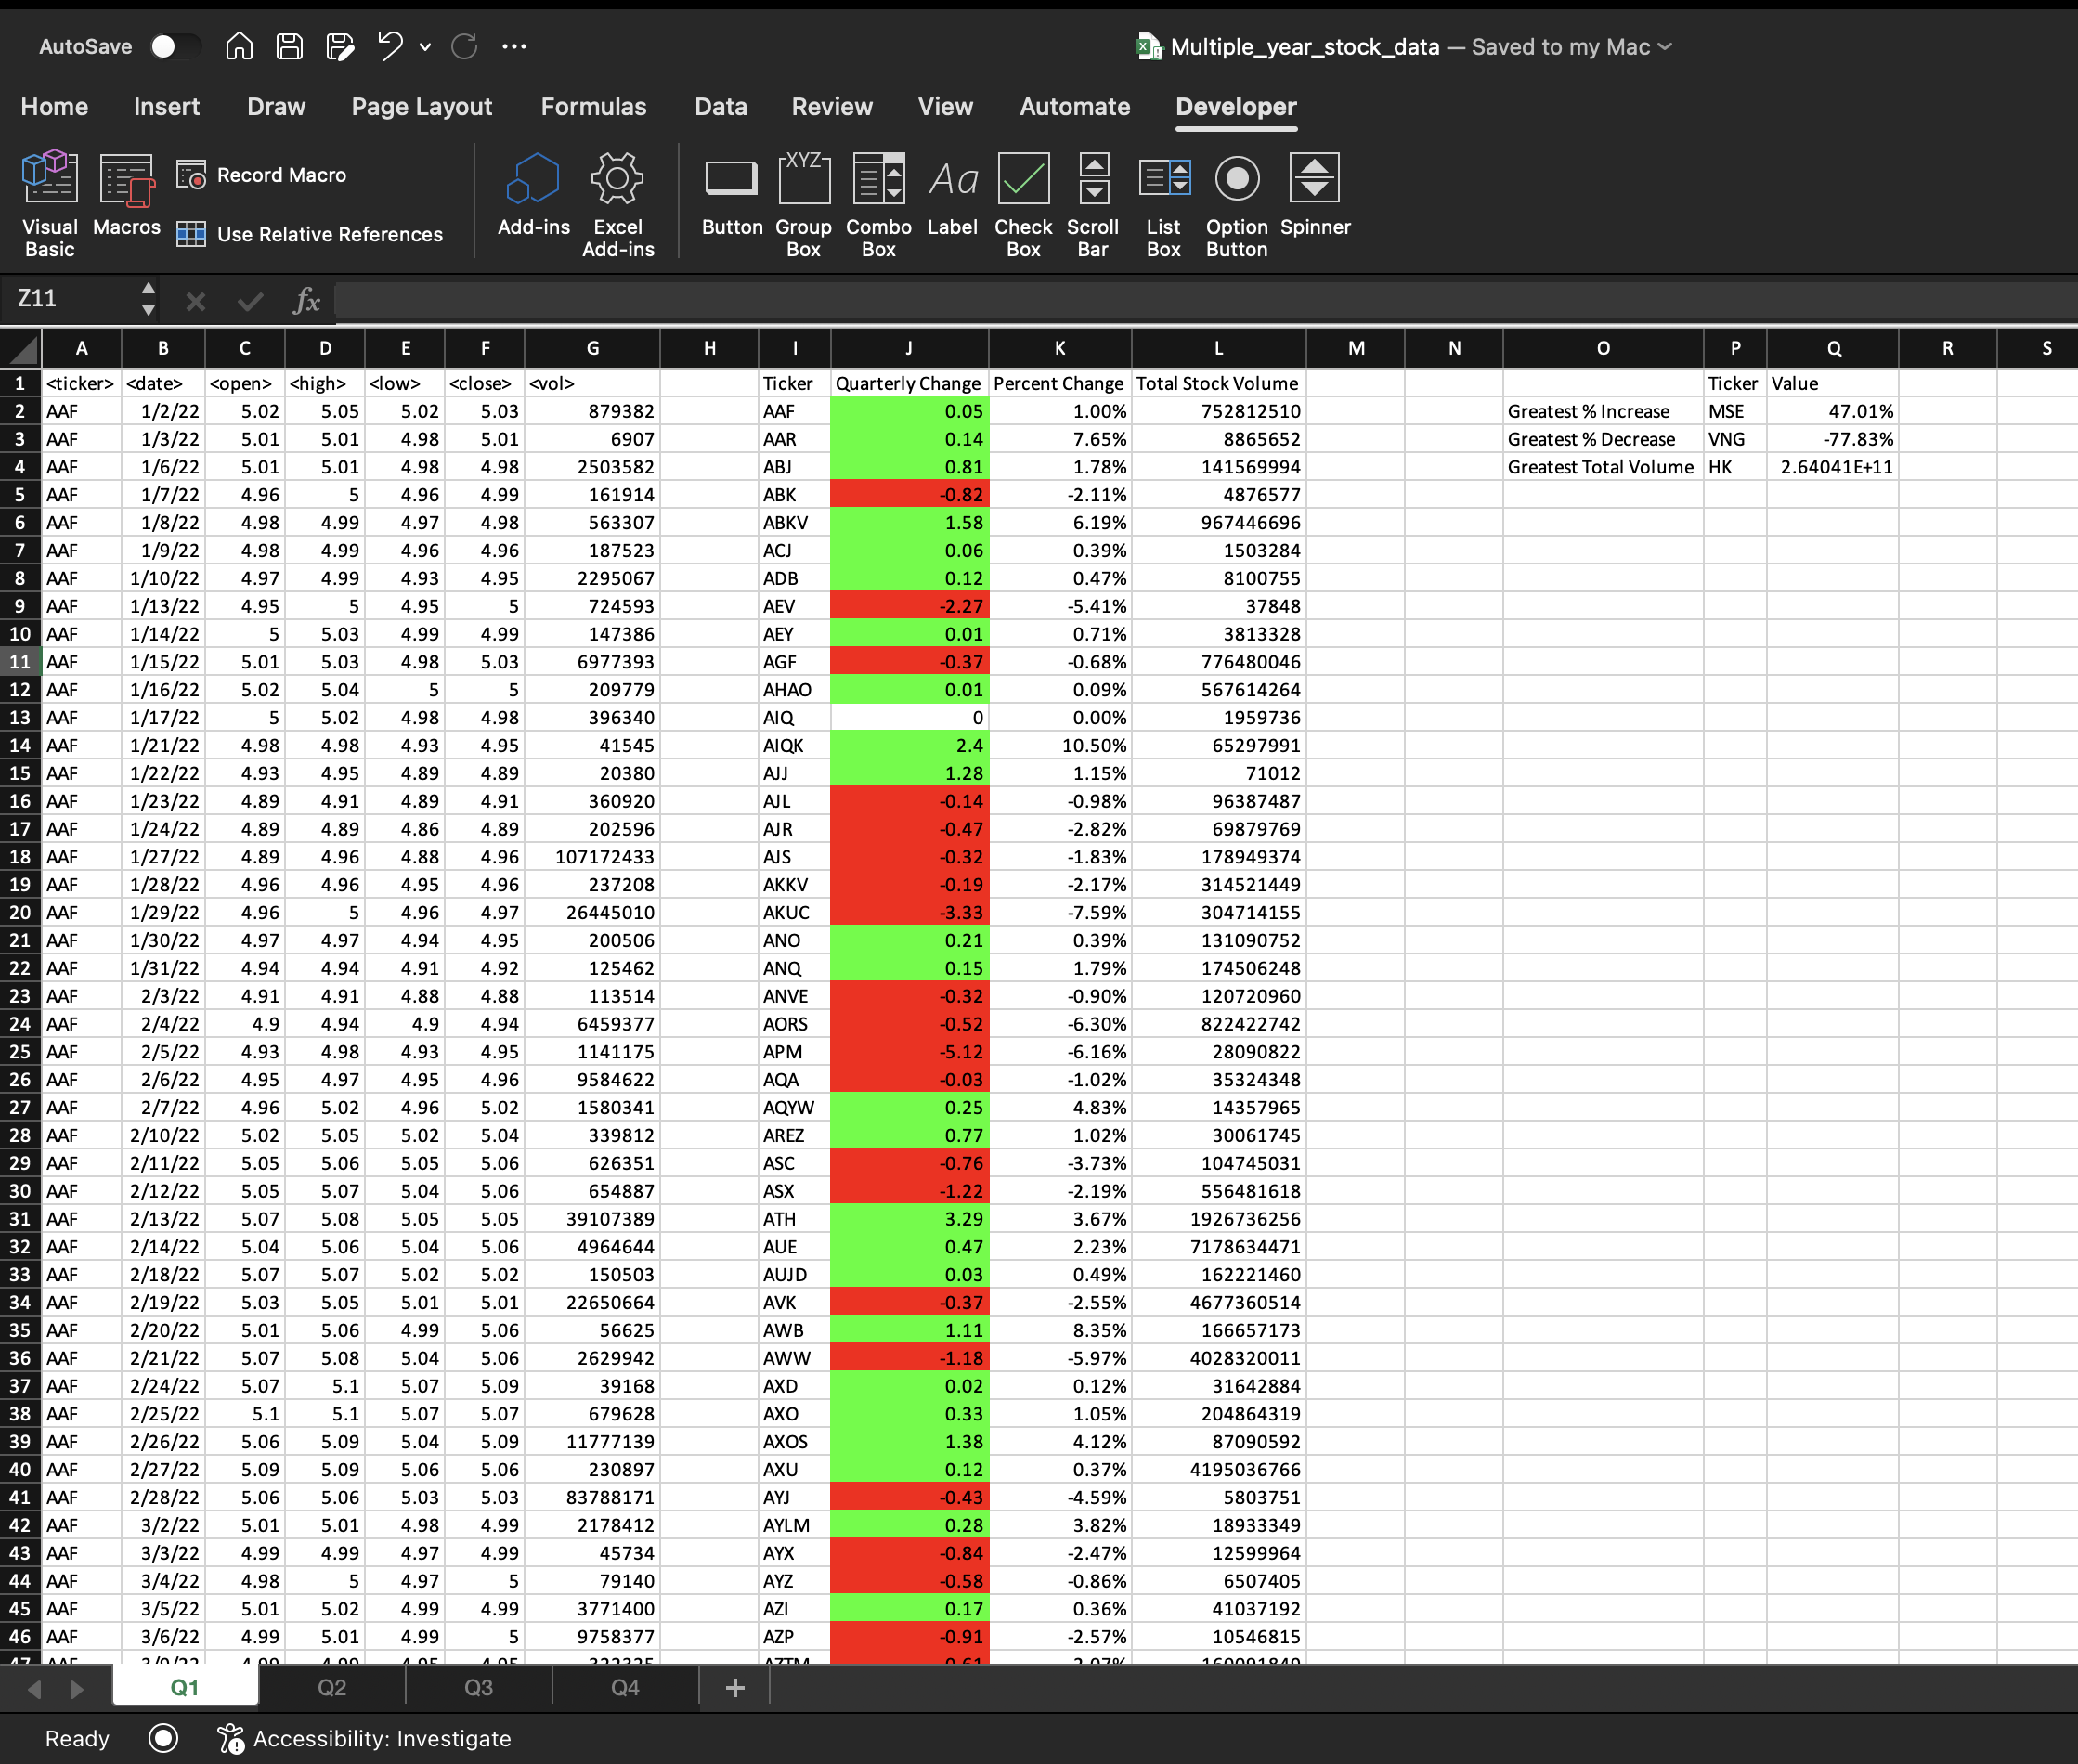 AutoSave
Multiple_year_stock_data — Saved to my Mac
Home Insert Draw Page Layout Formulas Data Review View Automate Developer
Visual Basic Macros Record Macro Use Relative References Add-ins Excel Add-ins Button XYZ Group Box Combo Box Aa Label Check Box Scroll Bar List Box Option Button Spinner
Z11 fx
A B C D E F G H I J K L M N O P Q R S
1 <ticker> <date> <open> <high> <low> <close> <vol> Ticker Quarterly Change Percent Change Total Stock Volume Ticker Value
2 AAF 1/2/22 5.02 5.05 5.02 5.03 879382 AAF 0.05 1.00% 752812510 Greatest % Increase MSE 47.01%
3 AAF 1/3/22 5.01 5.01 4.98 5.01 6907 AAR 0.14 7.65% 8865652 Greatest % Decrease VNG -77.83%
4 AAF 1/6/22 5.01 5.01 4.98 4.98 2503582 ABJ 0.81 1.78% 141569994 Greatest Total Volume HK 2.64041E+11
5 AAF 1/7/22 4.96 5 4.96 4.99 161914 ABK -0.82 -2.11% 4876577
6 AAF 1/8/22 4.98 4.99 4.97 4.98 563307 ABKV 1.58 6.19% 967446696
7 AAF 1/9/22 4.98 4.99 4.96 4.96 187523 ACJ 0.06 0.39% 1503284
8 AAF 1/10/22 4.97 4.99 4.93 4.95 2295067 ADB 0.12 0.47% 8100755
9 AAF 1/13/22 4.95 5 4.95 5 724593 AEV -2.27 -5.41% 37848
10 AAF 1/14/22 5 5.03 4.99 4.99 147386 AEY 0.01 0.71% 3813328
11 AAF 1/15/22 5.01 5.03 4.98 5.03 6977393 AGF -0.37 -0.68% 776480046
12 AAF 1/16/22 5.02 5.04 5 5 209779 AHAO 0.01 0.09% 567614264
13 AAF 1/17/22 5 5.02 4.98 4.98 396340 AIQ 0 0.00% 1959736
14 AAF 1/21/22 4.98 4.98 4.93 4.95 41545 AIQK 2.4 10.50% 65297991
15 AAF 1/22/22 4.93 4.95 4.89 4.89 20380 AJJ 1.28 1.15% 71012
16 AAF 1/23/22 4.89 4.91 4.89 4.91 360920 AJL -0.14 -0.98% 96387487
17 AAF 1/24/22 4.89 4.89 4.86 4.89 202596 AJR -0.47 -2.82% 69879769
18 AAF 1/27/22 4.89 4.96 4.88 4.96 107172433 AJS -0.32 -1.83% 178949374
19 AAF 1/28/22 4.96 4.96 4.95 4.96 237208 AKKV -0.19 -2.17% 314521449
20 AAF 1/29/22 4.96 5 4.96 4.97 26445010 AKUC -3.33 -7.59% 304714155
21 AAF 1/30/22 4.97 4.97 4.94 4.95 200506 ANO 0.21 0.39% 131090752
22 AAF 1/31/22 4.94 4.94 4.91 4.92 125462 ANQ 0.15 1.79% 174506248
23 AAF 2/3/22 4.91 4.91 4.88 4.88 113514 ANVE -0.32 -0.90% 120720960
24 AAF 2/4/22 4.9 4.94 4.9 4.94 6459377 AORS -0.52 -6.30% 822422742
25 AAF 2/5/22 4.93 4.98 4.93 4.95 1141175 APM -5.12 -6.16% 28090822
26 AAF 2/6/22 4.95 4.97 4.95 4.96 9584622 AQA -0.03 -1.02% 35324348
27 AAF 2/7/22 4.96 5.02 4.96 5.02 1580341 AQYW 0.25 4.83% 14357965
28 AAF 2/10/22 5.02 5.05 5.02 5.04 339812 AREZ 0.77 1.02% 30061745
29 AAF 2/11/22 5.05 5.06 5.05 5.06 626351 ASC -0.76 -3.73% 104745031
30 AAF 2/12/22 5.05 5.07 5.04 5.06 654887 ASX -1.22 -2.19% 556481618
31 AAF 2/13/22 5.07 5.08 5.05 5.05 39107389 ATH 3.29 3.67% 1926736256
32 AAF 2/14/22 5.04 5.06 5.04 5.06 4964644 AUE 0.47 2.23% 7178634471
33 AAF 2/18/22 5.07 5.07 5.02 5.02 150503 AUJD 0.03 0.49% 162221460
34 AAF 2/19/22 5.03 5.05 5.01 5.01 22650664 AVK -0.37 -2.55% 4677360514
35 AAF 2/20/22 5.01 5.06 4.99 5.06 56625 AWB 1.11 8.35% 166657173
36 AAF 2/21/22 5.07 5.08 5.04 5.06 2629942 AWW -1.18 -5.97% 4028320011
37 AAF 2/24/22 5.07 5.1 5.07 5.09 39168 AXD 0.02 0.12% 31642884
38 AAF 2/25/22 5.1 5.1 5.07 5.07 679628 AXO 0.33 1.05% 204864319
39 AAF 2/26/22 5.06 5.09 5.04 5.09 11777139 AXOS 1.38 4.12% 87090592
40 AAF 2/27/22 5.09 5.09 5.06 5.06 230897 AXU 0.12 0.37% 4195036766
41 AAF 2/28/22 5.06 5.06 5.03 5.03 83788171 AYJ -0.43 -4.59% 5803751
42 AAF 3/2/22 5.01 5.01 4.98 4.99 2178412 AYLM 0.28 3.82% 18933349
43 AAF 3/3/22 4.99 4.99 4.97 4.99 45734 AYX -0.84 -2.47% 12599964
44 AAF 3/4/22 4.98 5 4.97 5 79140 AYZ -0.58 -0.86% 6507405
45 AAF 3/5/22 5.01 5.02 4.99 4.99 3771400 AZI 0.17 0.36% 41037192
46 AAF 3/6/22 4.99 5.01 4.99 5 9758377 AZP -0.91 -2.57% 10546815
Q1 Q2 Q3 Q4 +
Ready Accessibility: Investigate